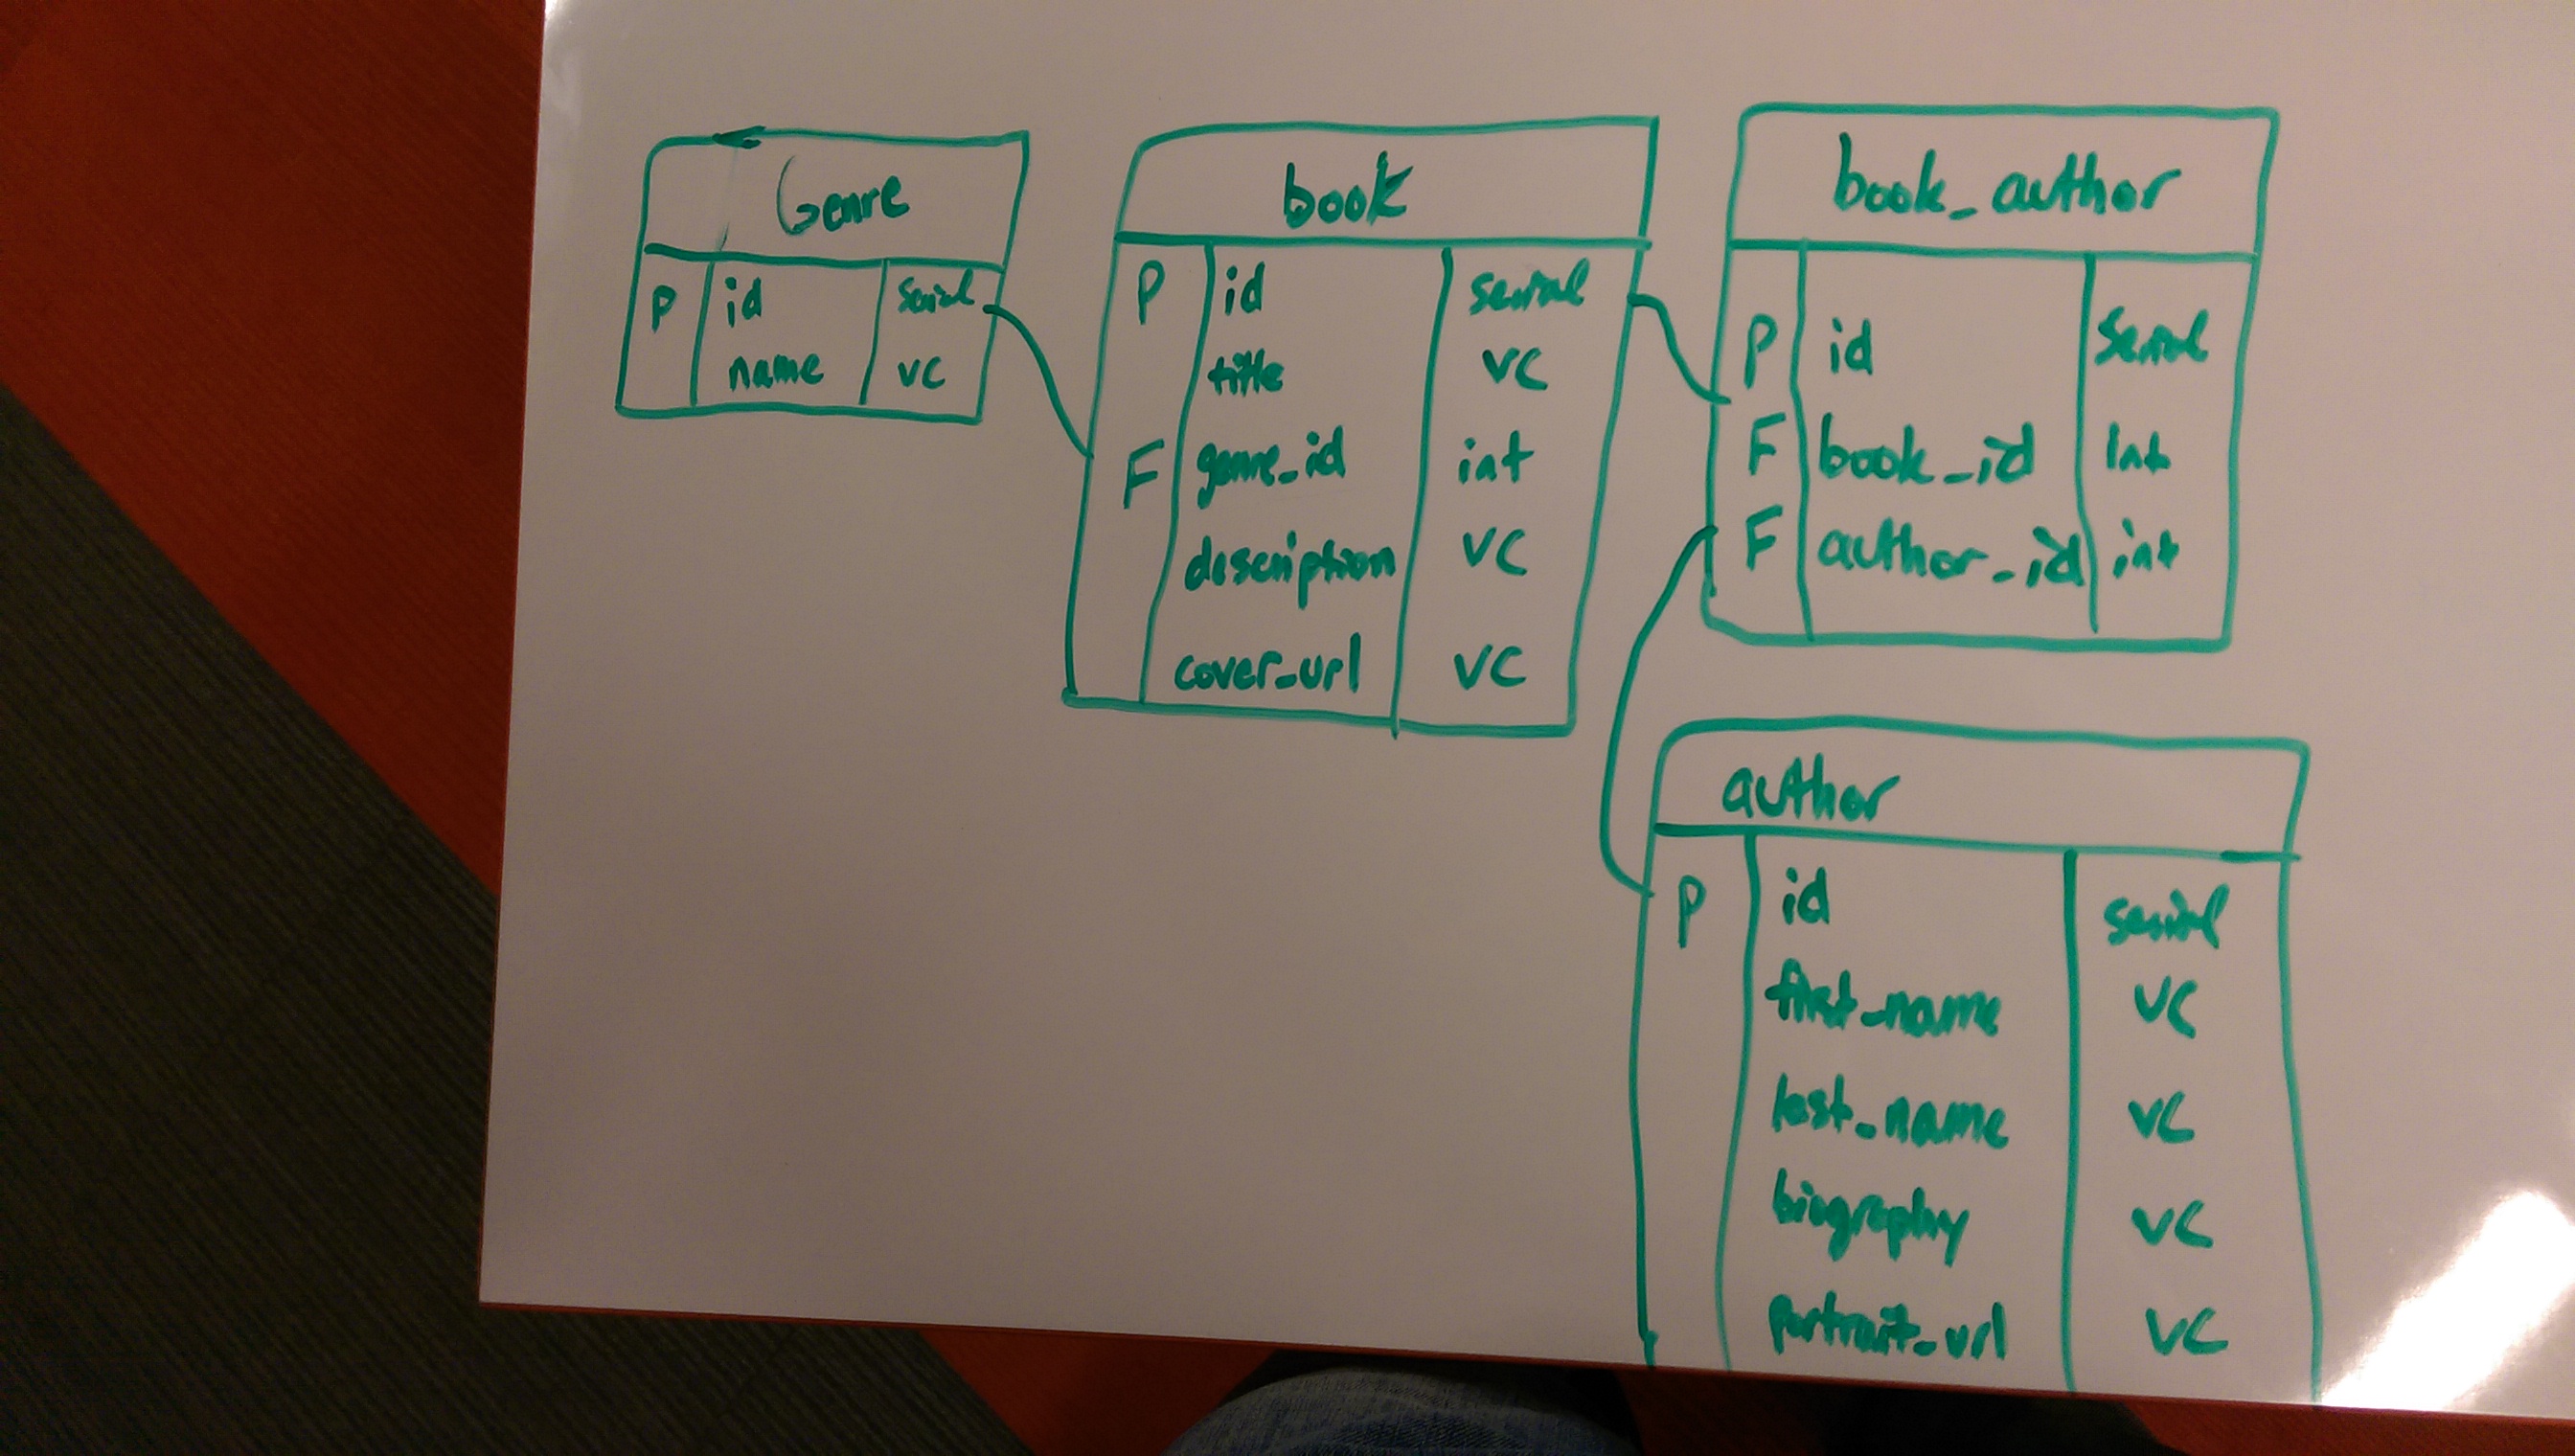 Genre
P id serial
name vc
book
P id serial
title vc
F genre_id int
description vc
cover_url vc
book_author
P id serial
F book_id Int
F author_id int
author
P id serial
first_name vc
last_name vc
biography vc
portrait_url vc